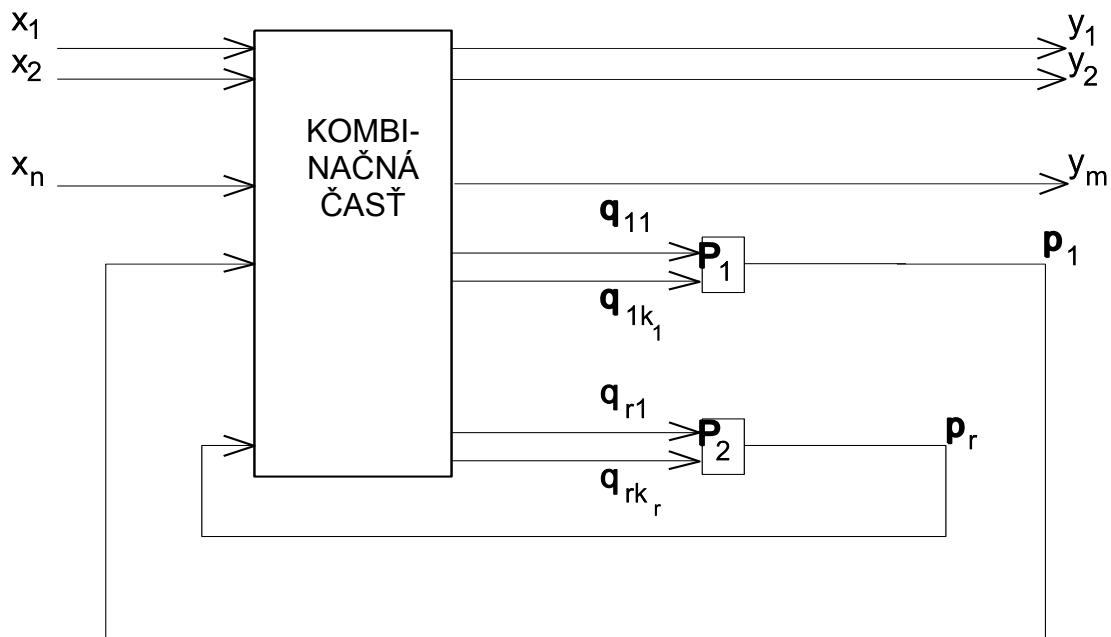 x1
y1
x2
y2
KOMBI-
NAČNÁ
ČASŤ
xn
ym
q11
P1
p1
q1k1
qr1
P2
pr
qrkr